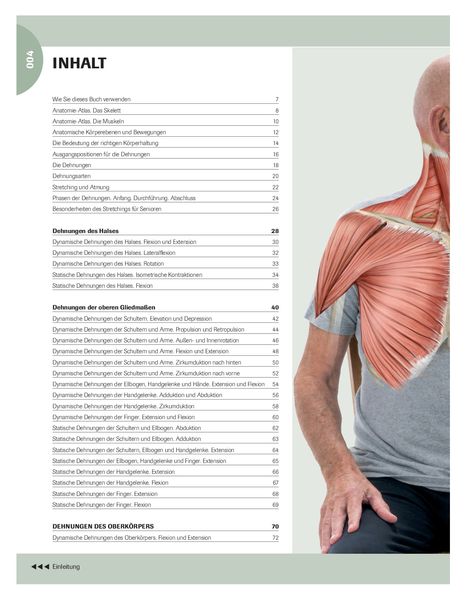 004
INHALT
Wie Sie dieses Buch verwenden 7
Anatomie-Atlas. Das Skelett 8
Anatomie-Atlas. Die Muskeln 10
Anatomische Körperebenen und Bewegungen 12
Die Bedeutung der richtigen Körperhaltung 14
Ausgangspositionen für die Dehnungen 16
Die Dehnungen 18
Dehnungsarten 20
Stretching und Atmung 22
Phasen der Dehnungen. Anfang, Durchführung, Abschluss 24
Besonderheiten des Stretchings für Senioren 26
Dehnungen des Halses 28
Dynamische Dehnungen des Halses. Flexion und Extension 30
Dynamische Dehnungen des Halses. Lateralflexion 32
Dynamische Dehnungen des Halses. Rotation 33
Statische Dehnungen des Halses. Isometrische Kontraktionen 34
Statische Dehnungen des Halses. Flexion 38
Dehnungen der oberen Gliedmaßen 40
Dynamische Dehnungen der Schultern. Elevation und Depression 42
Dynamische Dehnungen der Schultern und Arme. Propulsion und Retropulsion 44
Dynamische Dehnungen der Schultern und Arme. Außen- und Innenrotation 46
Dynamische Dehnungen der Schultern und Arme. Flexion und Extension 48
Dynamische Dehnungen der Schultern und Arme. Zirkumduktion nach hinten 50
Dynamische Dehnungen der Schultern und Arme. Zirkumduktion nach vorne 52
Dynamische Dehnungen der Ellbogen, Handgelenke und Hände. Extension und Flexion 54
Dynamische Dehnungen der Handgelenke. Adduktion und Abduktion 56
Dynamische Dehnungen der Handgelenke. Zirkumduktion 58
Dynamische Dehnungen der Finger. Extension und Flexion 60
Statische Dehnungen der Schultern und Ellbogen. Abduktion 62
Statische Dehnungen der Schultern und Ellbogen. Adduktion 63
Statische Dehnungen der Schultern, Ellbogen und Handgelenke. Extension 64
Statische Dehnungen der Ellbogen, Handgelenke und Finger. Extension 65
Statische Dehnungen der Handgelenke. Extension 66
Statische Dehnungen der Handgelenke. Flexion 67
Statische Dehnungen der Finger. Extension 68
Statische Dehnungen der Finger. Flexion 69
DEHNUNGEN DES OBERKÖRPERS 70
Dynamische Dehnungen des Oberkörpers. Flexion und Extension 72
Einleitung